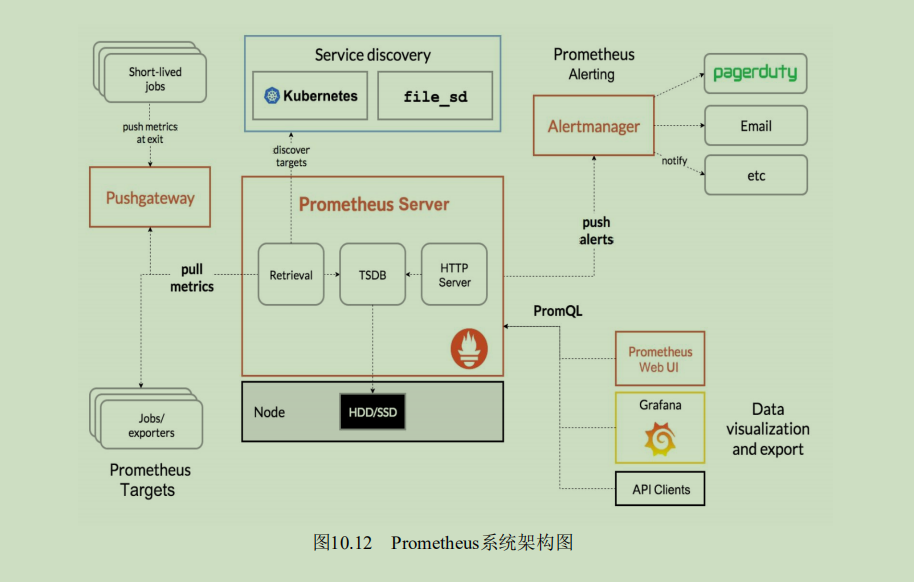 Short-lived
jobs
push metrics
at exit
Pushgateway
Service discovery
Kubernetes
file_sd
discover
targets
Prometheus
Alerting
Alertmanager
pagerduty
Email
notify
etc
Prometheus Server
Retrieval
TSDB
HTTP
Server
pull
metrics
push
alerts
PromQL
Node
HDD/SSD
Jobs/
exporters
Prometheus
Targets
Prometheus
Web UI
Grafana
API Clients
Data
visualization
and export
图10.12 Prometheus系统架构图